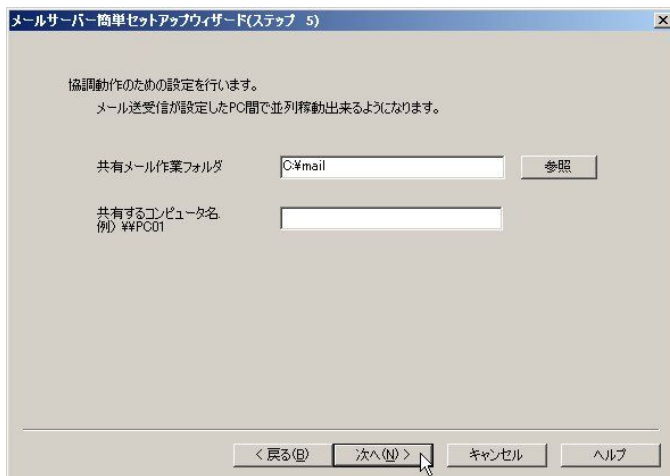 メールサーバー簡単セットアップウィザード(ステップ 5)
協調動作のための設定を行います。
メール送受信が設定したPC間で並列稼動出来るようになります。
共有メール作業フォルダ
C:¥mail
参照
共有するコンピュータ名.
例) ¥¥PC01
< 戻る(B)
次へ(N) >
キャンセル
ヘルプ